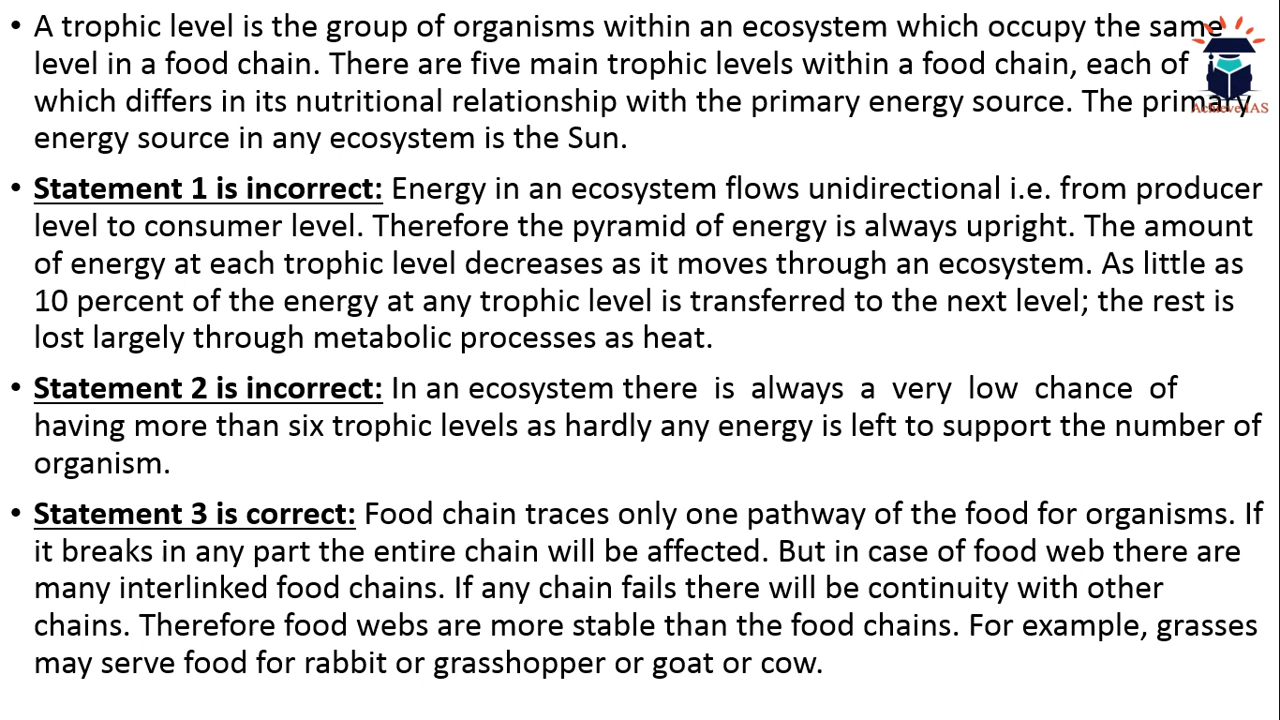 • A trophic level is the group of organisms within an ecosystem which occupy the same
level in a food chain. There are five main trophic levels within a food chain, each of
which differs in its nutritional relationship with the primary energy source. The primary
energy source in any ecosystem is the Sun.
• Statement 1 is incorrect: Energy in an ecosystem flows unidirectional i.e. from producer
level to consumer level. Therefore the pyramid of energy is always upright. The amount
of energy at each trophic level decreases as it moves through an ecosystem. As little as
10 percent of the energy at any trophic level is transferred to the next level; the rest is
lost largely through metabolic processes as heat.
• Statement 2 is incorrect: In an ecosystem there is always a very low chance of
having more than six trophic levels as hardly any energy is left to support the number of
organism.
• Statement 3 is correct: Food chain traces only one pathway of the food for organisms. If
it breaks in any part the entire chain will be affected. But in case of food web there are
many interlinked food chains. If any chain fails there will be continuity with other
chains. Therefore food webs are more stable than the food chains. For example, grasses
may serve food for rabbit or grasshopper or goat or cow.
Achieve IAS